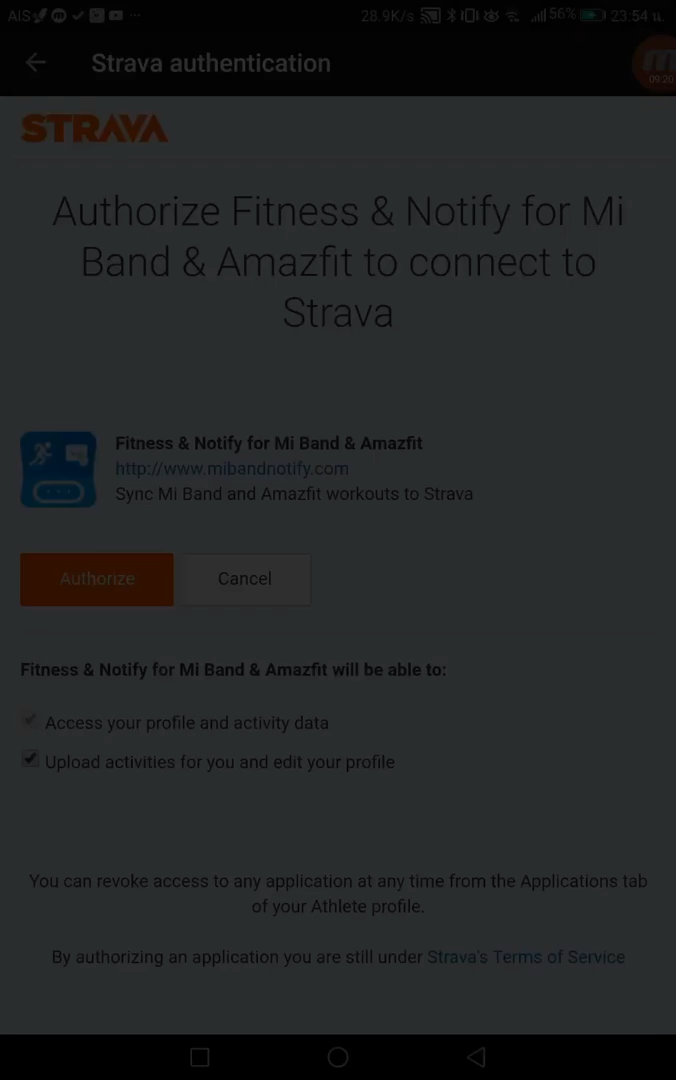 AIS
28.9K/s 56% 23:54 น.
Strava authentication
09:20
STRAVA
Authorize Fitness & Notify for Mi
Band & Amazfit to connect to
Strava
Fitness & Notify for Mi Band & Amazfit
http://www.mibandnotify.com
Sync Mi Band and Amazfit workouts to Strava
Authorize Cancel
Fitness & Notify for Mi Band & Amazfit will be able to:
Access your profile and activity data
Upload activities for you and edit your profile
You can revoke access to any application at any time from the Applications tab
of your Athlete profile.
By authorizing an application you are still under Strava's Terms of Service